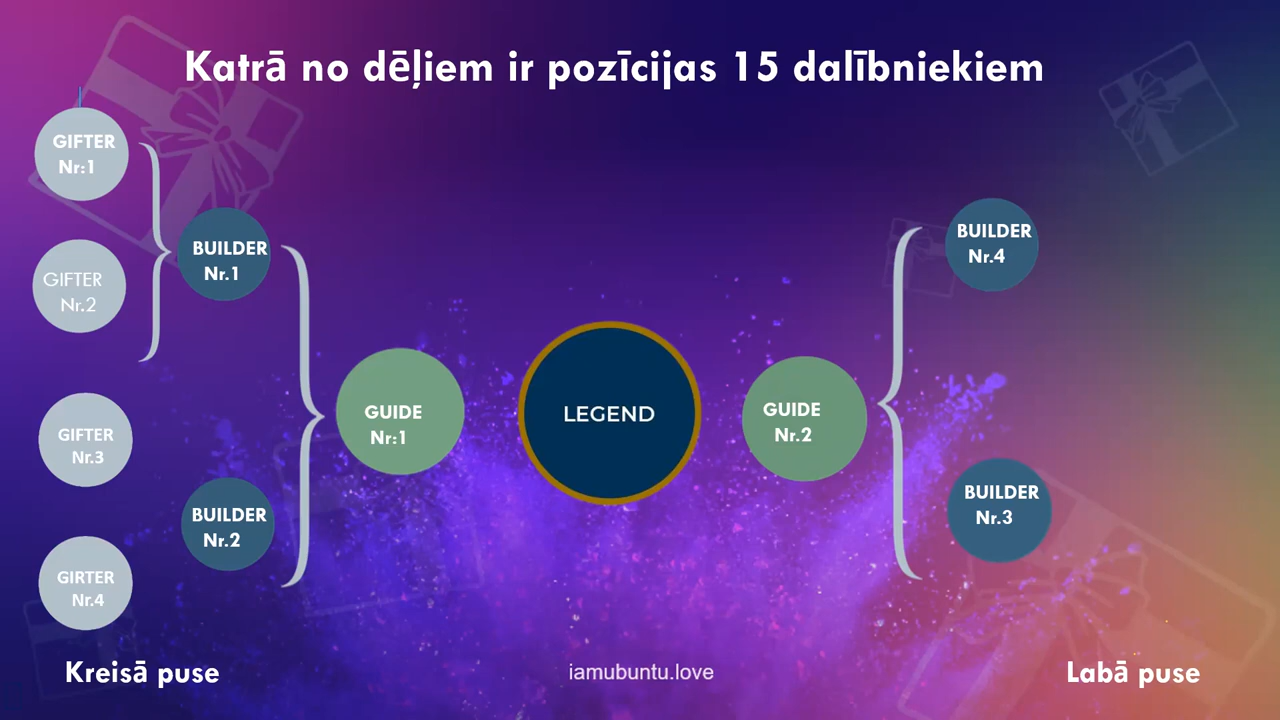 Katrā no dēļiem ir pozīcijas 15 dalībniekiem
GIFTER
Nr:1
GIFTER
Nr.2
GIFTER
Nr.3
GIRTER
Nr.4
BUILDER
Nr.1
BUILDER
Nr.2
GUIDE
Nr:1
LEGEND
GUIDE
Nr.2
BUILDER
Nr.4
BUILDER
Nr.3
Kreisā puse
iamubuntu.love
Labā puse